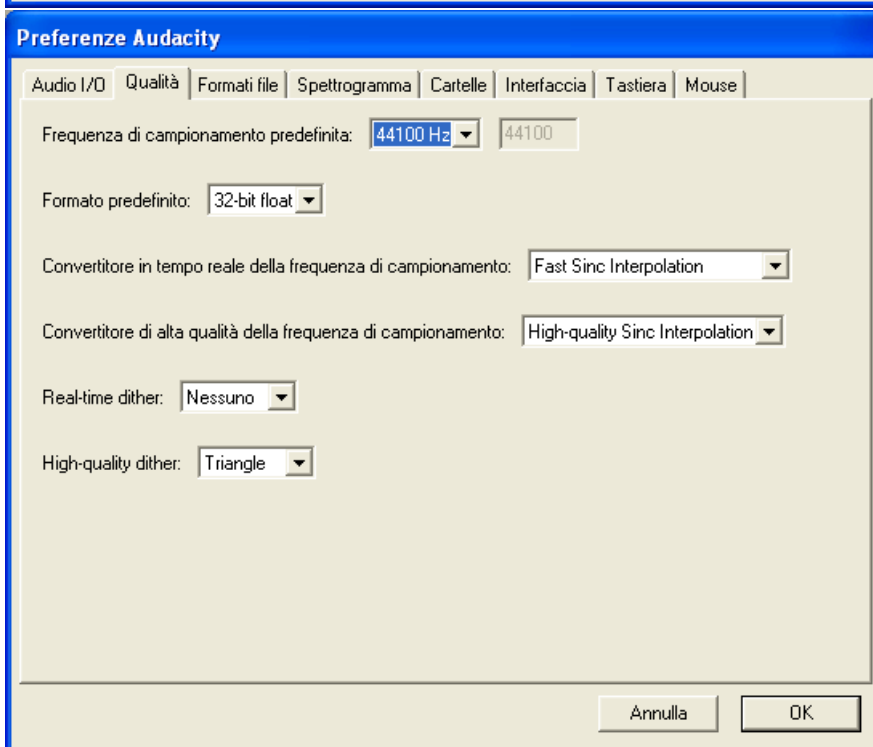 Preferenze Audacity
Audio I/O Qualità Formati file Spettrogramma Cartelle Interfaccia Tastiera Mouse
Frequenza di campionamento predefinita: 44100 Hz 44100
Formato predefinito: 32-bit float
Convertitore in tempo reale della frequenza di campionamento: Fast Sinc Interpolation
Convertitore di alta qualità della frequenza di campionamento: High-quality Sinc Interpolation
Real-time dither: Nessuno
High-quality dither: Triangle
Annulla OK